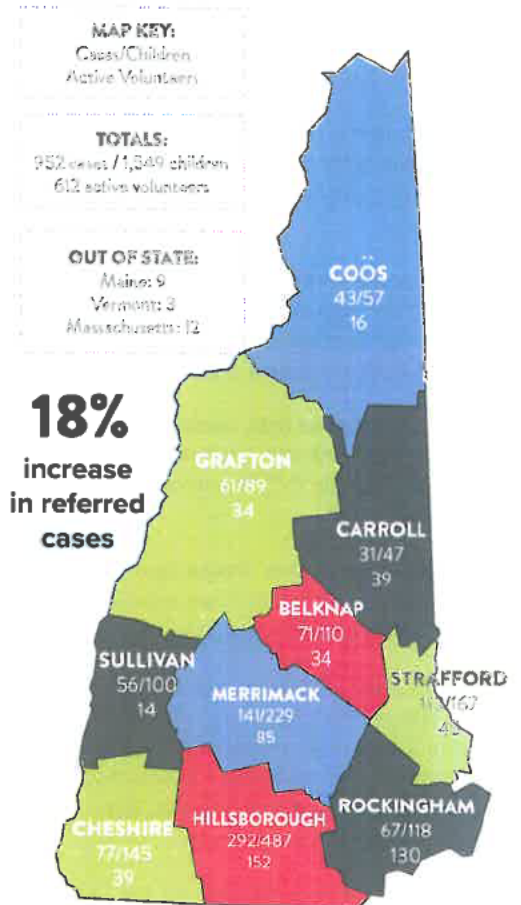 MAP KEY:
Cases/Children
Active Volunteers
TOTALS:
952 cases / 1,549 children
612 active volunteers
OUT OF STATE:
Maine: 9
Vermont: 3
Massachusetts: 12
18%
increase
in referred
cases
COÖS
43/57
16
GRAFTON
61/89
34
CARROLL
31/47
39
BELKNAP
71/110
34
SULLIVAN
56/100
14
MERRIMACK
141/229
85
STRAFFORD
113/167
CHESHIRE
77/145
39
HILLSBOROUGH
292/487
152
ROCKINGHAM
67/118
130